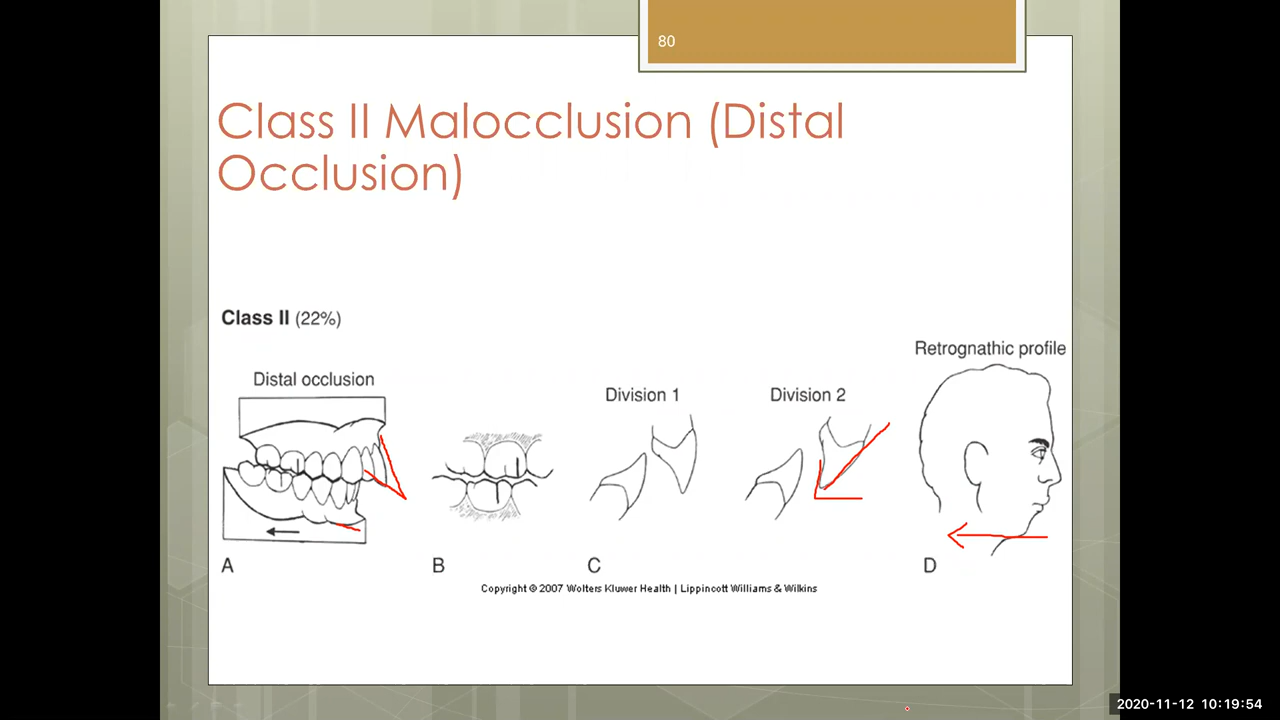 80
Class II Malocclusion (Distal
Occlusion)
Class II (22%)
Retrognathic profile
Distal occlusion
Division 1
Division 2
A
B
C
D
Copyright © 2007 Wolters Kluwer Health | Lippincott Williams & Wilkins
2020-11-12 10:19:54